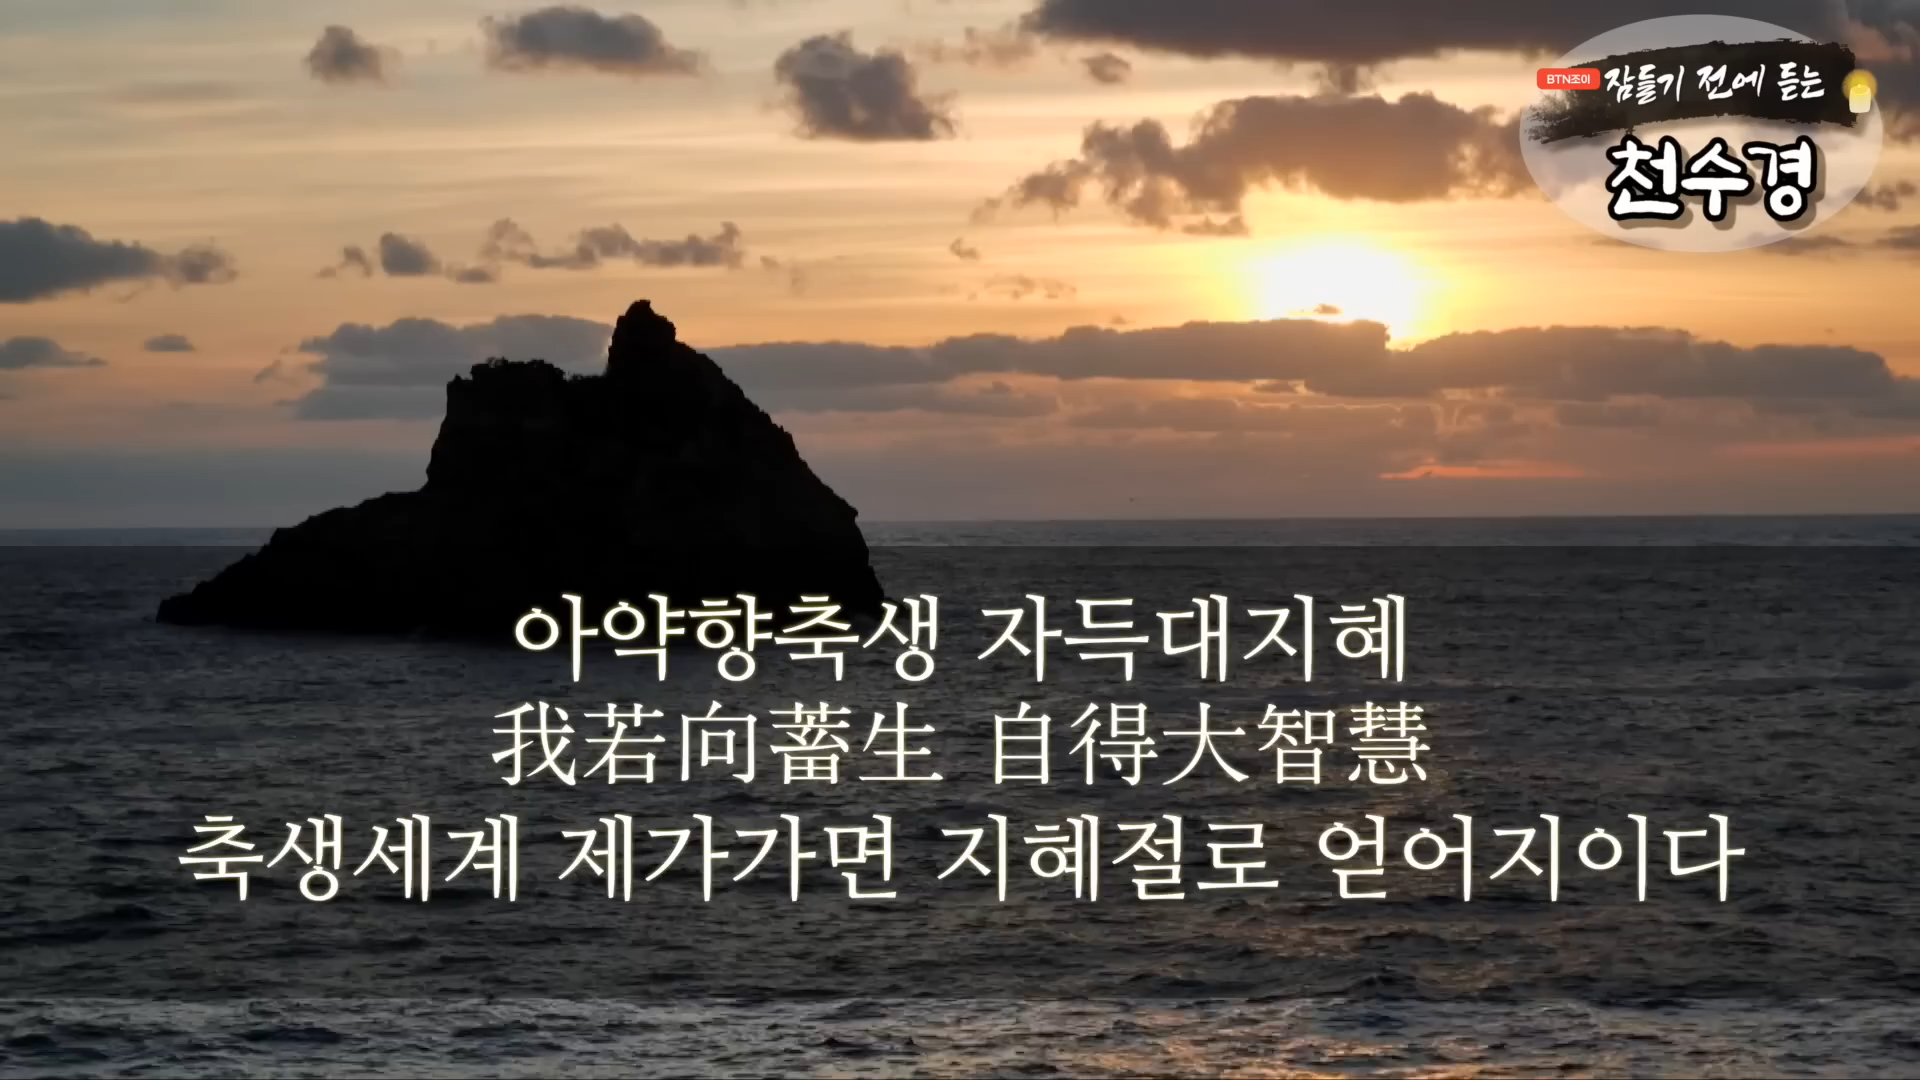 BTN조이 잠들기 전에 듣는
천수경
아약향축생 자득대지혜
我若向蓄生 自得大智慧
축생세계 제가가면 지혜절로 얻어지이다